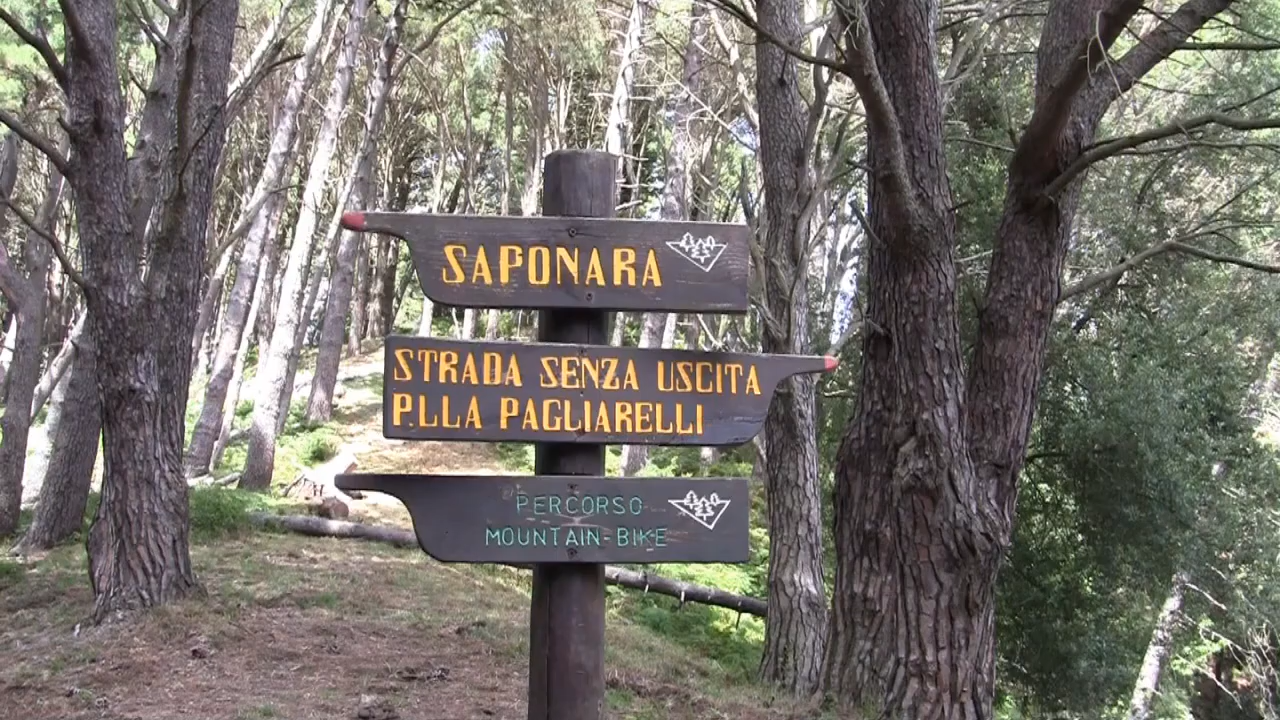 SAPONARA
STRADA SENZA USCITA
P.LLA PAGLIARELLI
PERCORSO
MOUNTAIN-BIKE